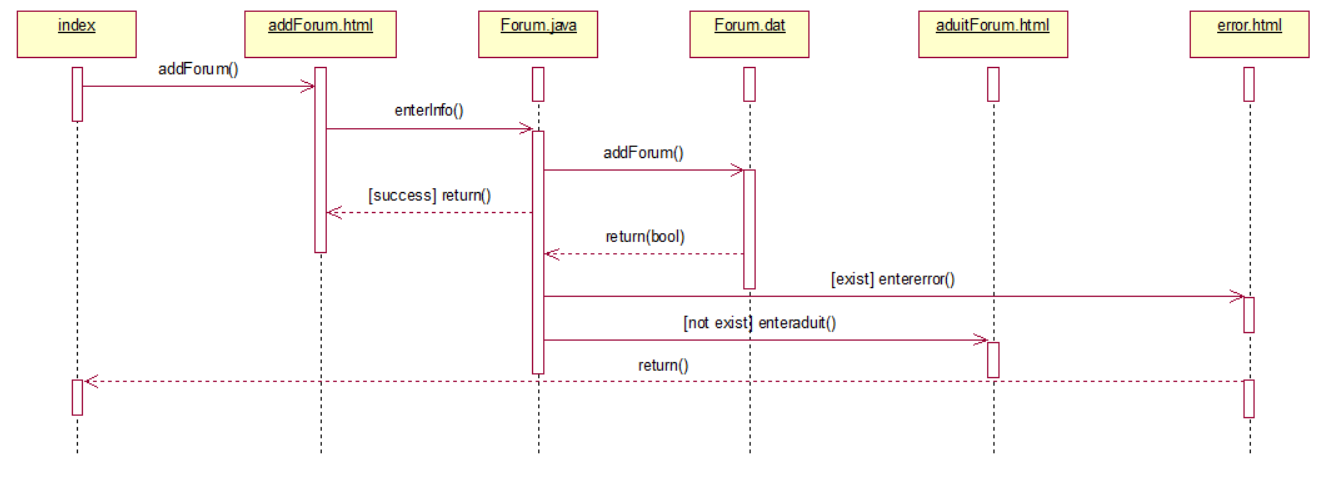 index
addForum.html
Forum.java
Forum.dat
aduitForum.html
error.html
addForum()
enterInfo()
addForum()
[success] return()
return(bool)
[exist] entererror()
[not exist] enteraduit()
return()